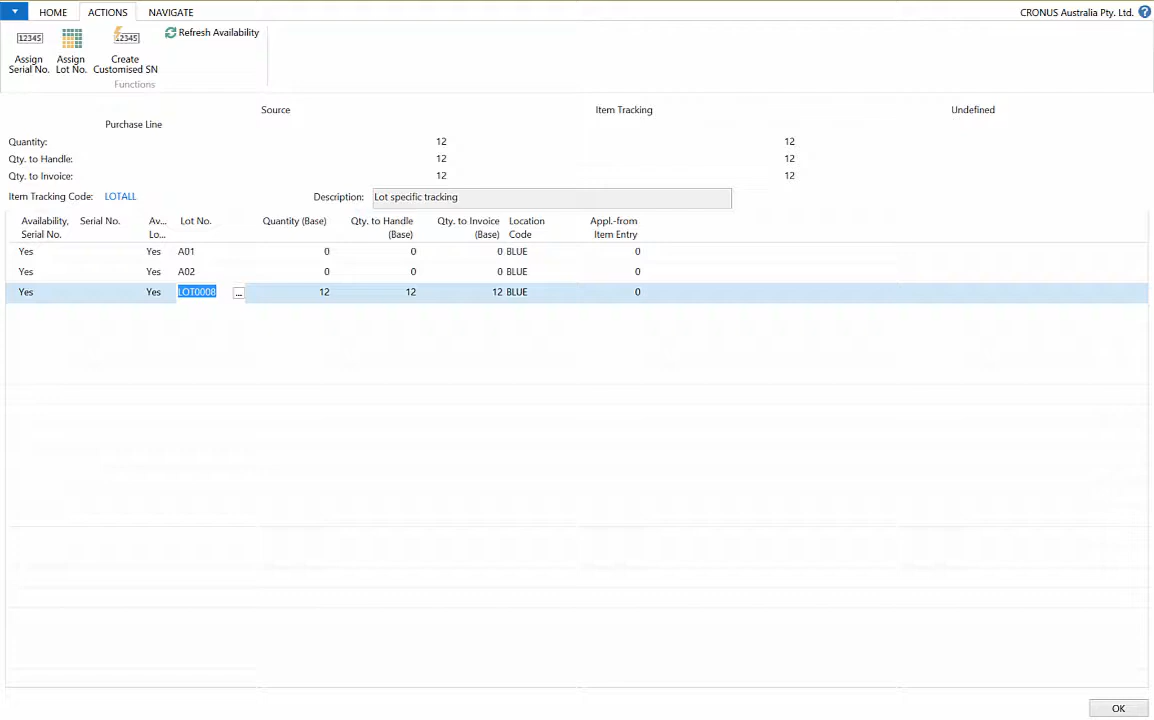 HOME ACTIONS NAVIGATE CRONUS Australia Pty. Ltd. ?
12345 12345 Refresh Availability
Assign Assign Create
Serial No. Lot No. Customised SN
Functions
Source Item Tracking Undefined
Purchase Line
Quantity: 12 12
Qty. to Handle: 12 12
Qty. to Invoice: 12 12
Item Tracking Code: LOTALL Description: Lot specific tracking
Availability, Serial No. Av... Lot No. Quantity (Base) Qty. to Handle Qty. to Invoice Location Appl.-from
Serial No. Lo... (Base) (Base) Code Item Entry
Yes Yes A01 0 0 0 BLUE 0
Yes Yes A02 0 0 0 BLUE 0
Yes Yes LOT0008 ... 12 12 12 BLUE 0
OK